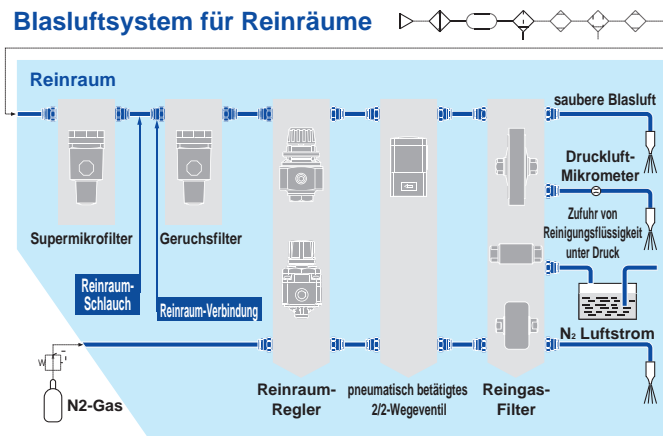 Blasluftsystem für Reinräume
Reinraum
saubere Blasluft
Druckluft-
Mikrometer
Zufuhr von
Reinigungsflüssigkeit
unter Druck
Supermikrofilter
Geruchsfilter
Reinraum-
Schlauch
Reinraum-Verbindung
N₂ Luftstrom
W
N2-Gas
Reinraum-
Regler
pneumatisch betätigtes
2/2-Wegeventil
Reingas-
Filter